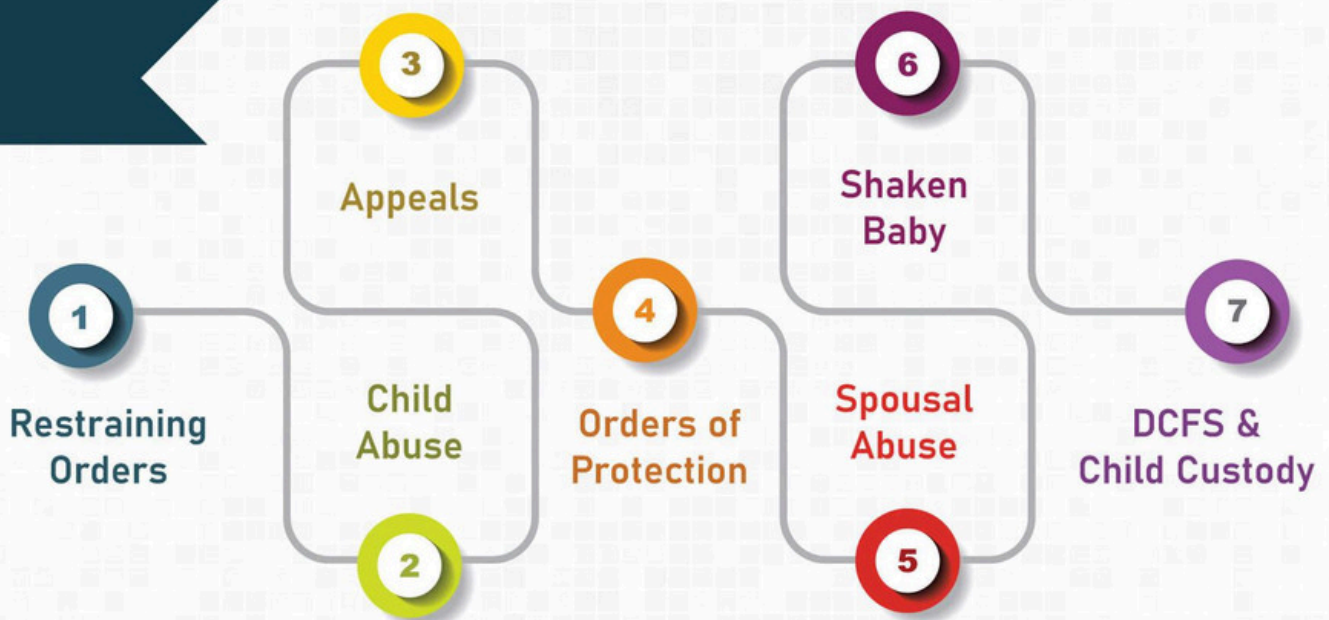 1
Restraining
Orders
2
Child
Abuse
3
Appeals
4
Orders of
Protection
5
Spousal
Abuse
6
Shaken
Baby
7
DCFS &
Child Custody